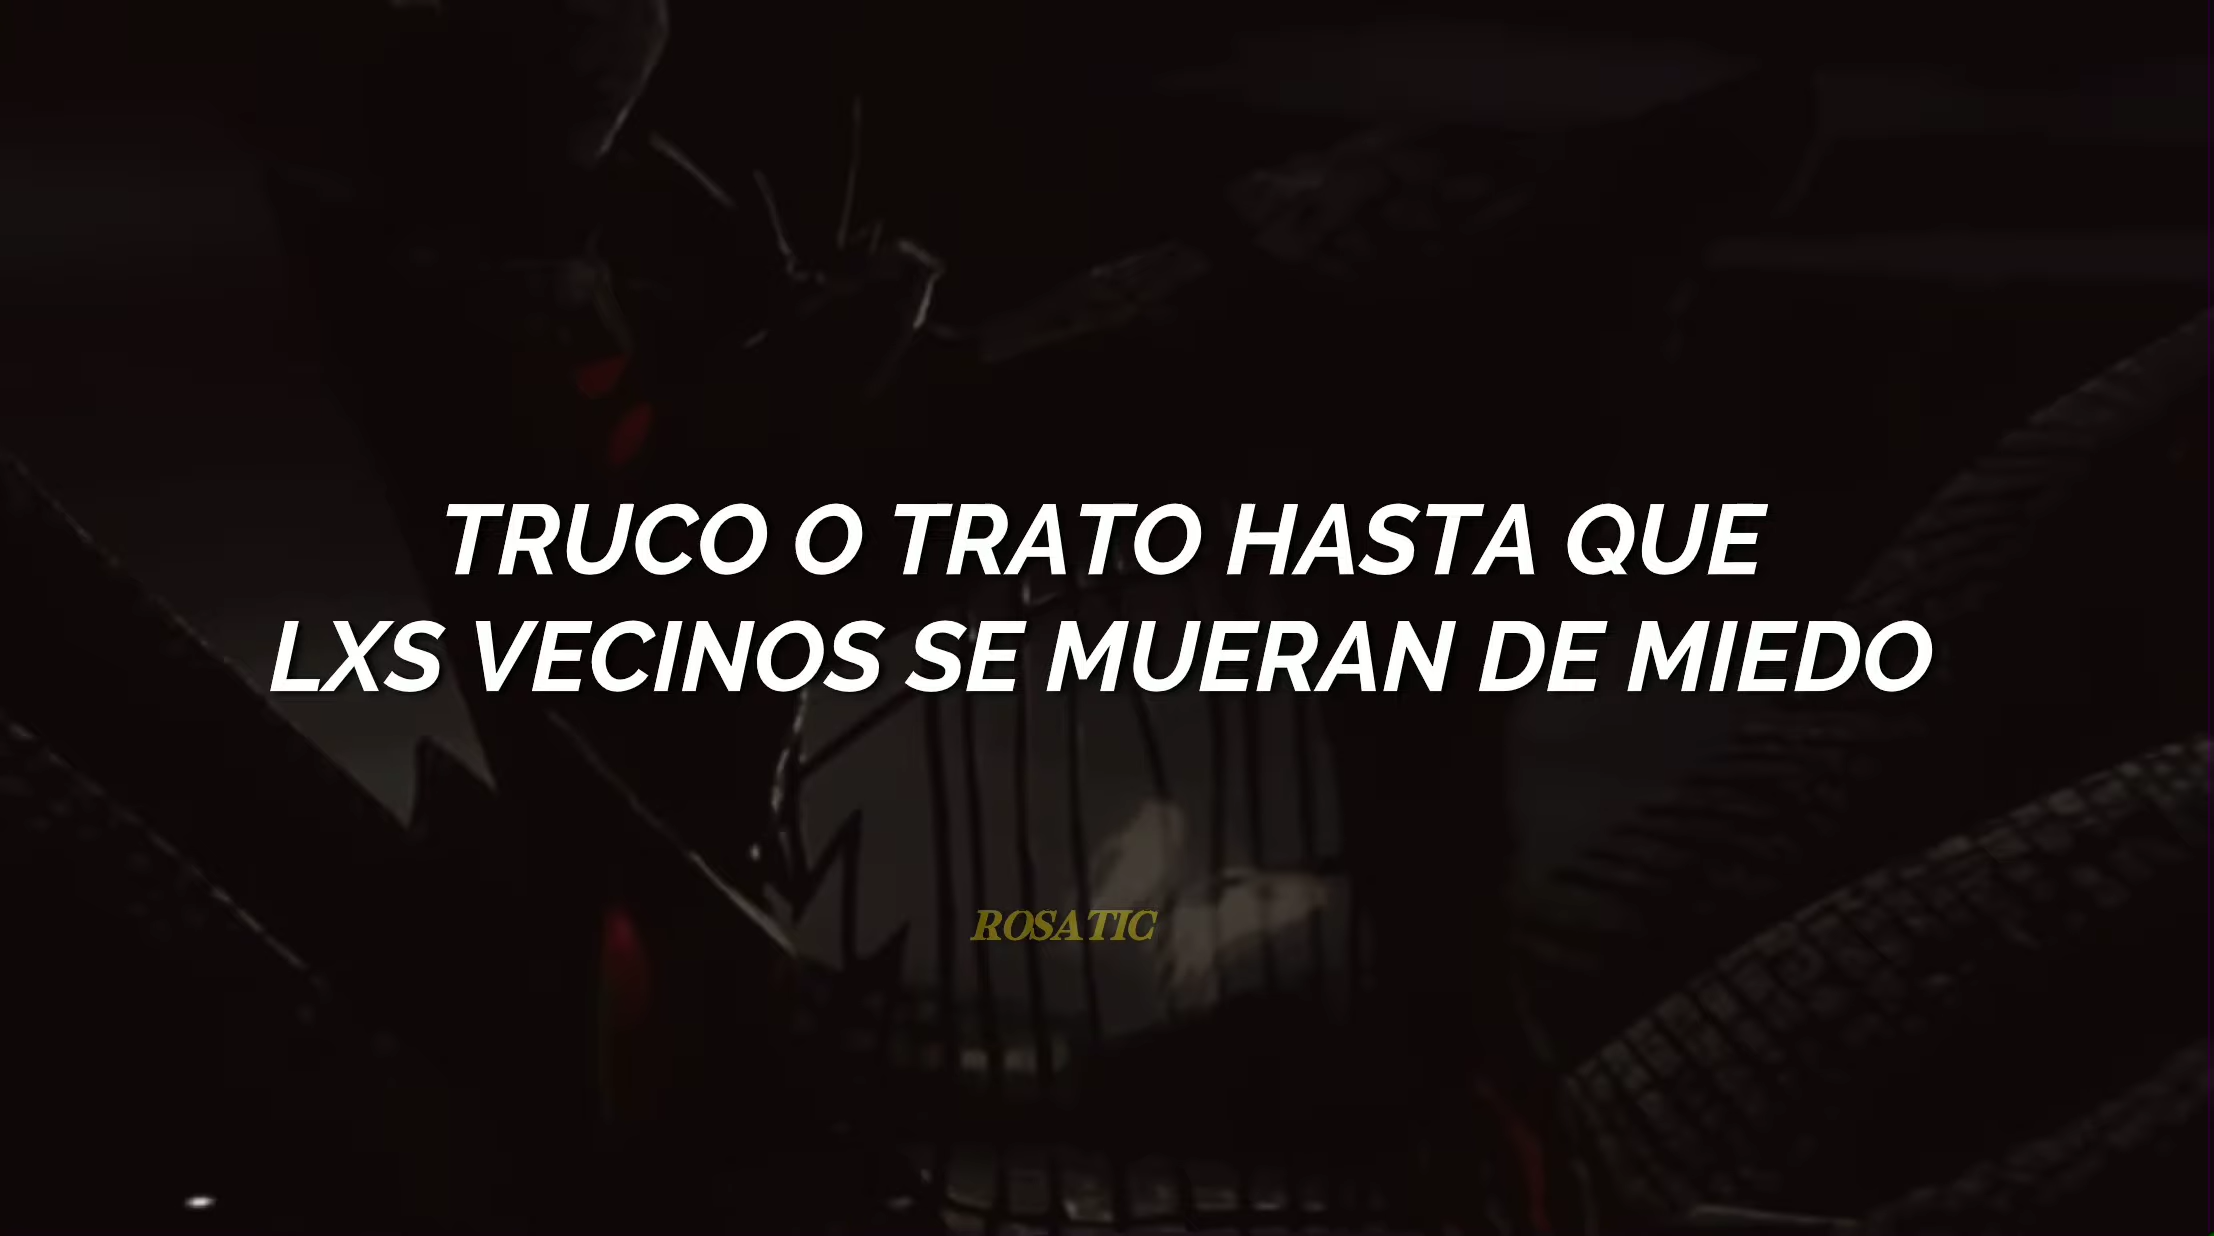 TRUCO O TRATO HASTA QUE
LXS VECINOS SE MUERAN DE MIEDO
ROSATIC